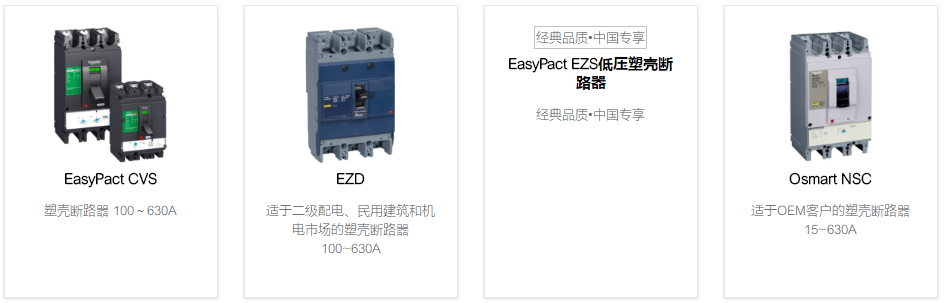 EasyPact CVS
塑壳断路器 100 ~ 630A
EZD
适于二级配电、民用建筑和机
电市场的塑壳断路器
100~630A
经典品质•中国专享
EasyPact EZS低压塑壳断
路器
经典品质•中国专享
Osmart NSC
适于OEM客户的塑壳断路器
15~630A